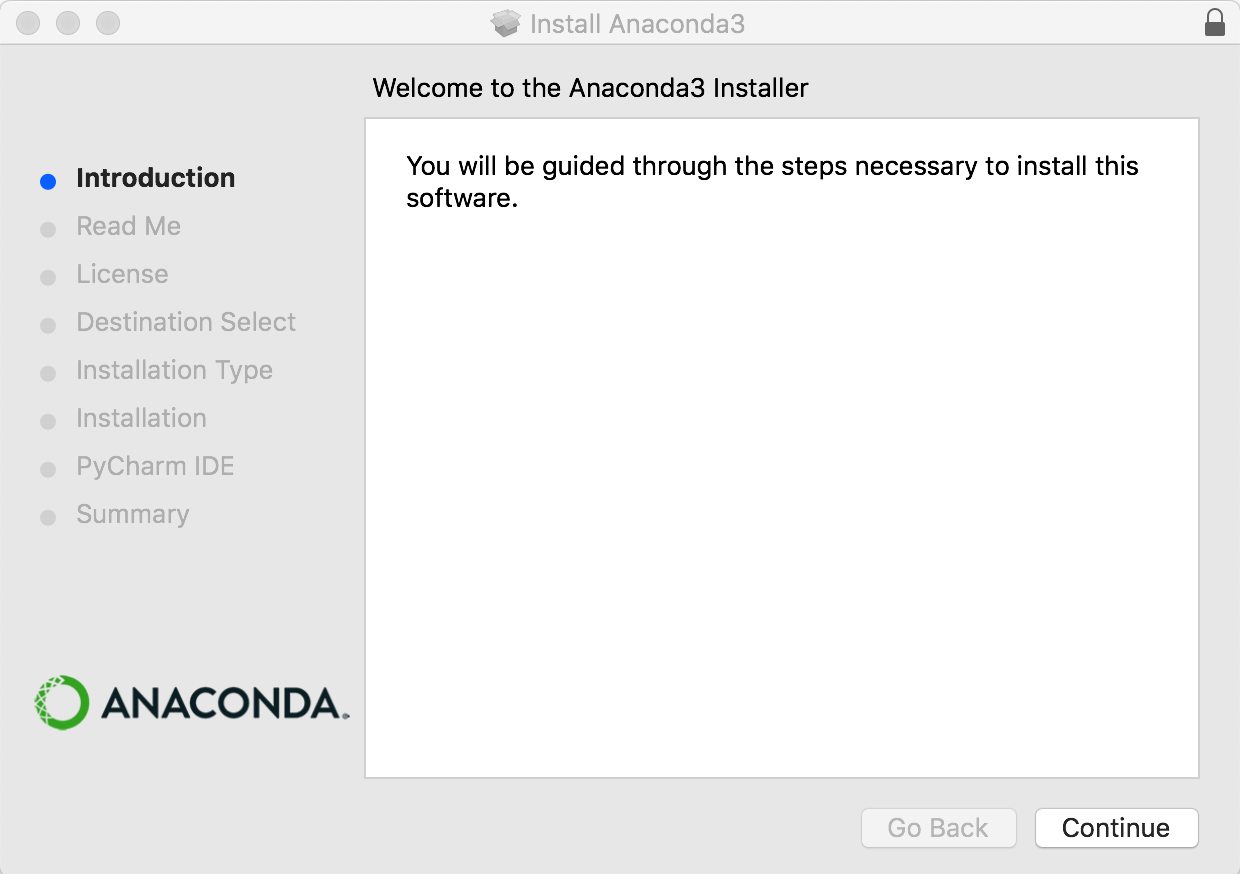 Install Anaconda3
Welcome to the Anaconda3 Installer
Introduction
Read Me
License
Destination Select
Installation Type
Installation
PyCharm IDE
Summary
You will be guided through the steps necessary to install this
software.
ANACONDA.
Go Back
Continue